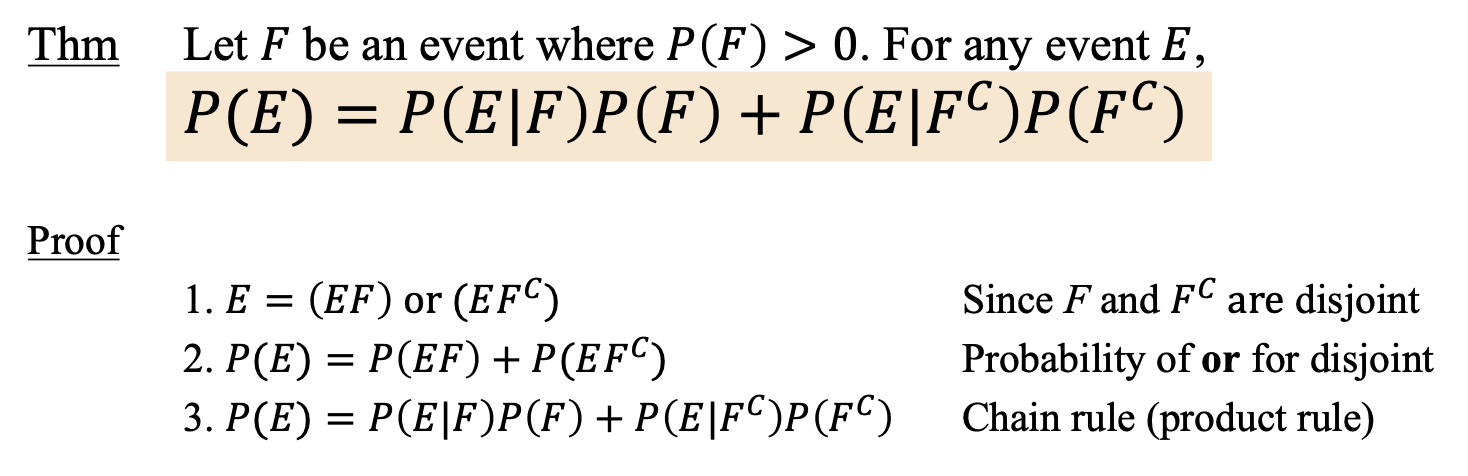 Thm Let F be an event where P(F) > 0. For any event E,
P(E) = P(E|F)P(F) + P(E|F^C)P(F^C)
Proof
1. E = (EF) or (EF^C) Since F and F^C are disjoint
2. P(E) = P(EF) + P(EF^C) Probability of or for disjoint
3. P(E) = P(E|F)P(F) + P(E|F^C)P(F^C) Chain rule (product rule)